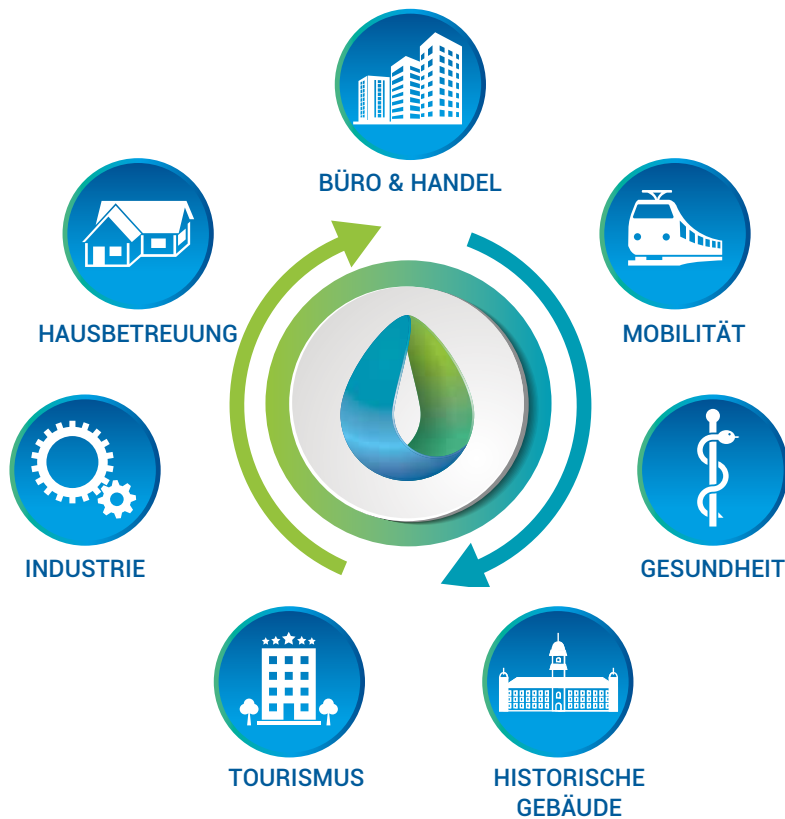 BÜRO & HANDEL
MOBILITÄT
GESUNDHEIT
HISTORISCHE
GEBÄUDE
TOURISMUS
INDUSTRIE
HAUSBETREUUNG